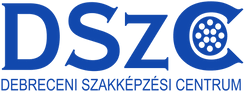 DSzC
DEBRECENI SZAKKÉPZÉSI CENTRUM